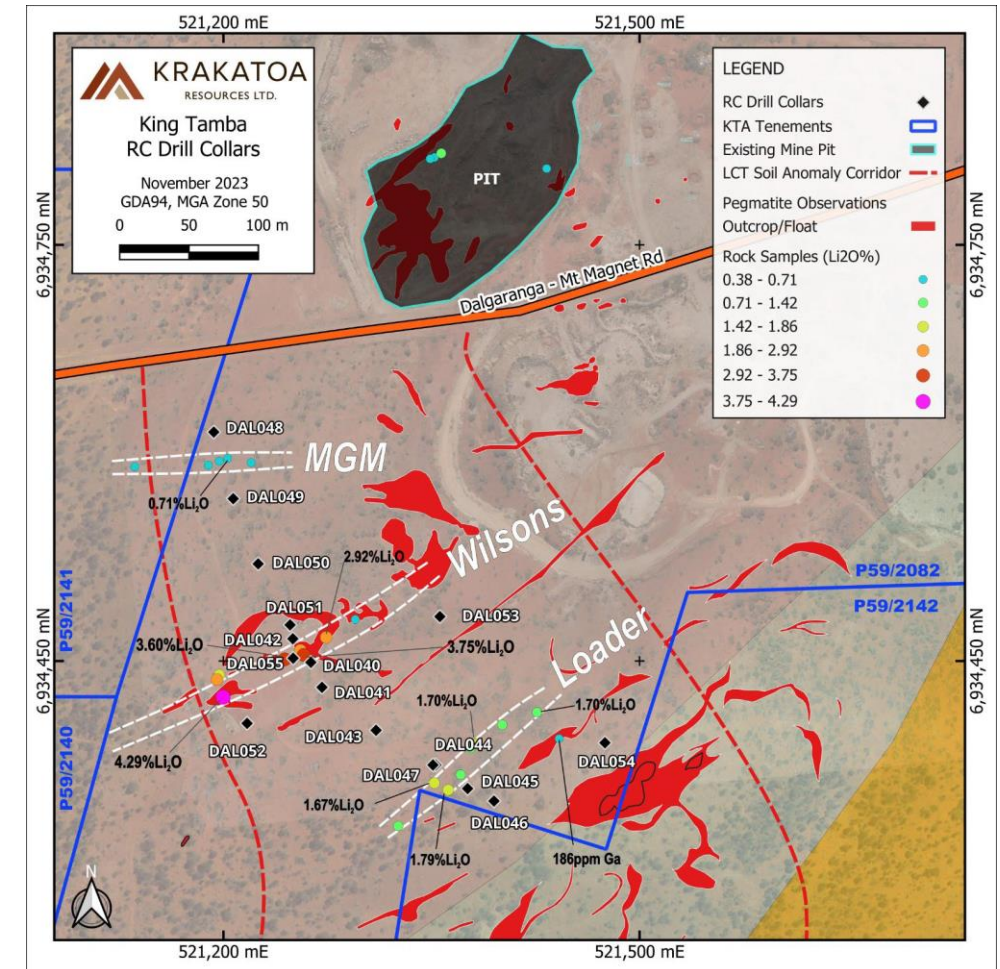 521,200 mE
521,500 mE
KRAKATOA
RESOURCES LTD.
King Tamba
RC Drill Collars
November 2023
GDA94, MGA Zone 50
0 50 100 m
LEGEND
RC Drill Collars
KTA Tenements
Existing Mine Pit
LCT Soil Anomaly Corridor
Pegmatite Observations
Outcrop/Float
Rock Samples (Li2O%)
0.38 - 0.71
0.71 - 1.42
1.42 - 1.86
1.86 - 2.92
2.92 - 3.75
3.75 - 4.29
PIT
6,934,750 mN
6,934,750 mN
Dalgaranga - Mt Magnet Rd
DAL048
MGM
DAL049
0.71%Li₂O
Wilsons
2.92%Li₂O
DAL050
P59/2082
P59/2141
P59/2142
DAL051
DAL053
DAL042
3.60%Li₂O
3.75%Li₂O
DAL055
DAL040
Loader
6,934,450 mN
6,934,450 mN
DAL041
1.70%Li₂O
1.70%Li₂O
DAL052
DAL043
DAL044
DAL054
4.29%Li₂O
P59/2140
DAL047
DAL045
1.67%Li₂O
DAL046
1.79%Li₂O
186ppm Ga
N
521,200 mE
521,500 mE